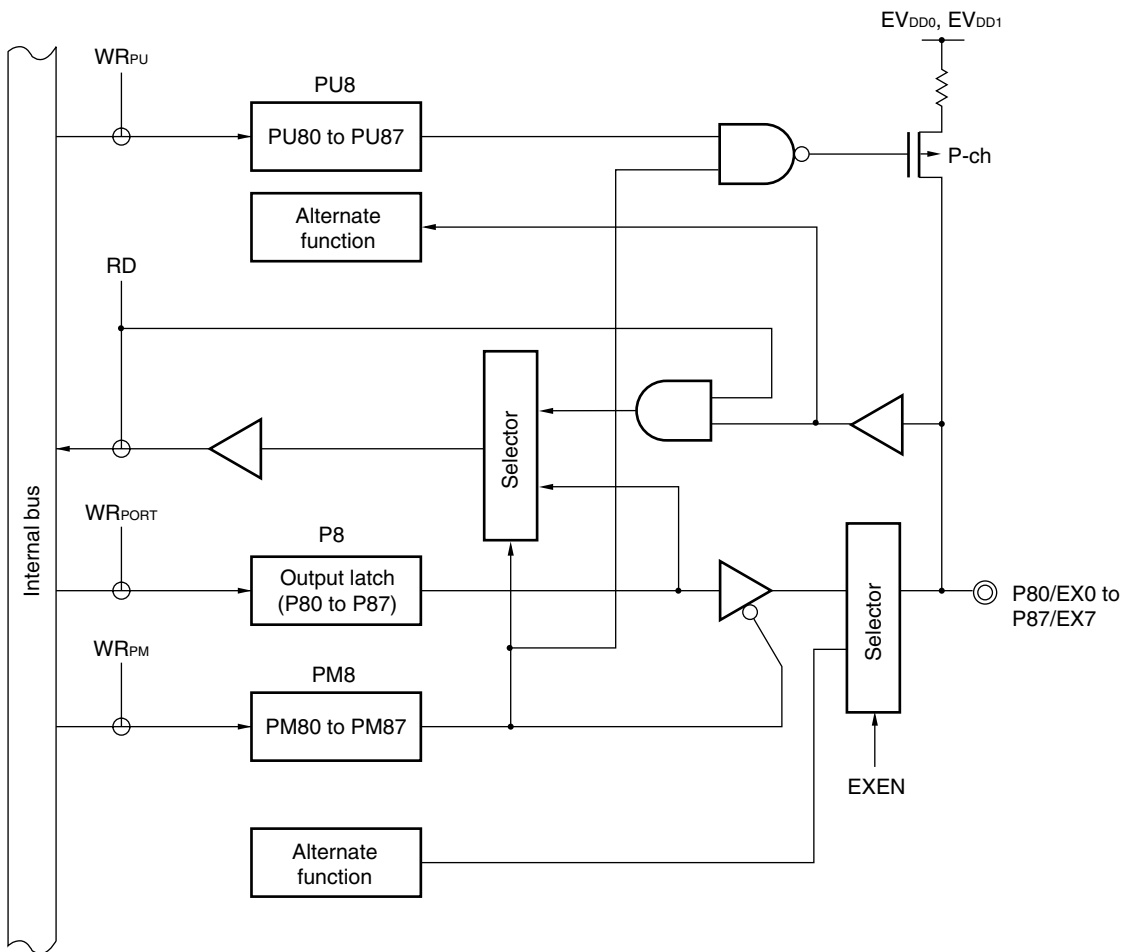 EVDD0, EVDD1
WRPU
PU8
PU80 to PU87
P-ch
Alternate
function
RD
Selector
Internal bus
WRPORT
P8
Output latch
(P80 to P87)
Selector
P80/EX0 to
P87/EX7
WRPM
PM8
PM80 to PM87
EXEN
Alternate
function